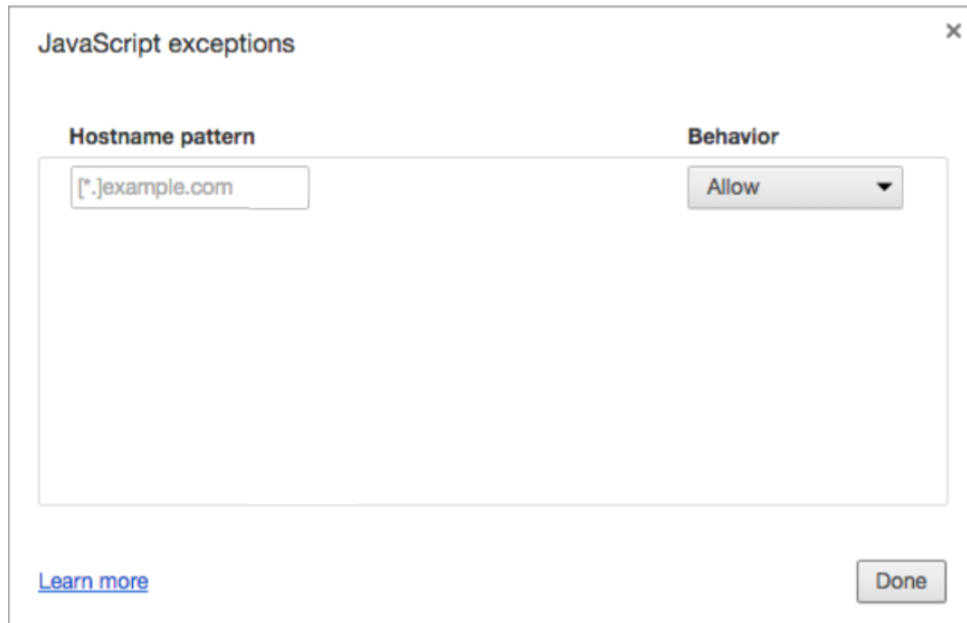 JavaScript exceptions
×
Hostname pattern Behavior
[*.]example.com Allow
Learn more Done